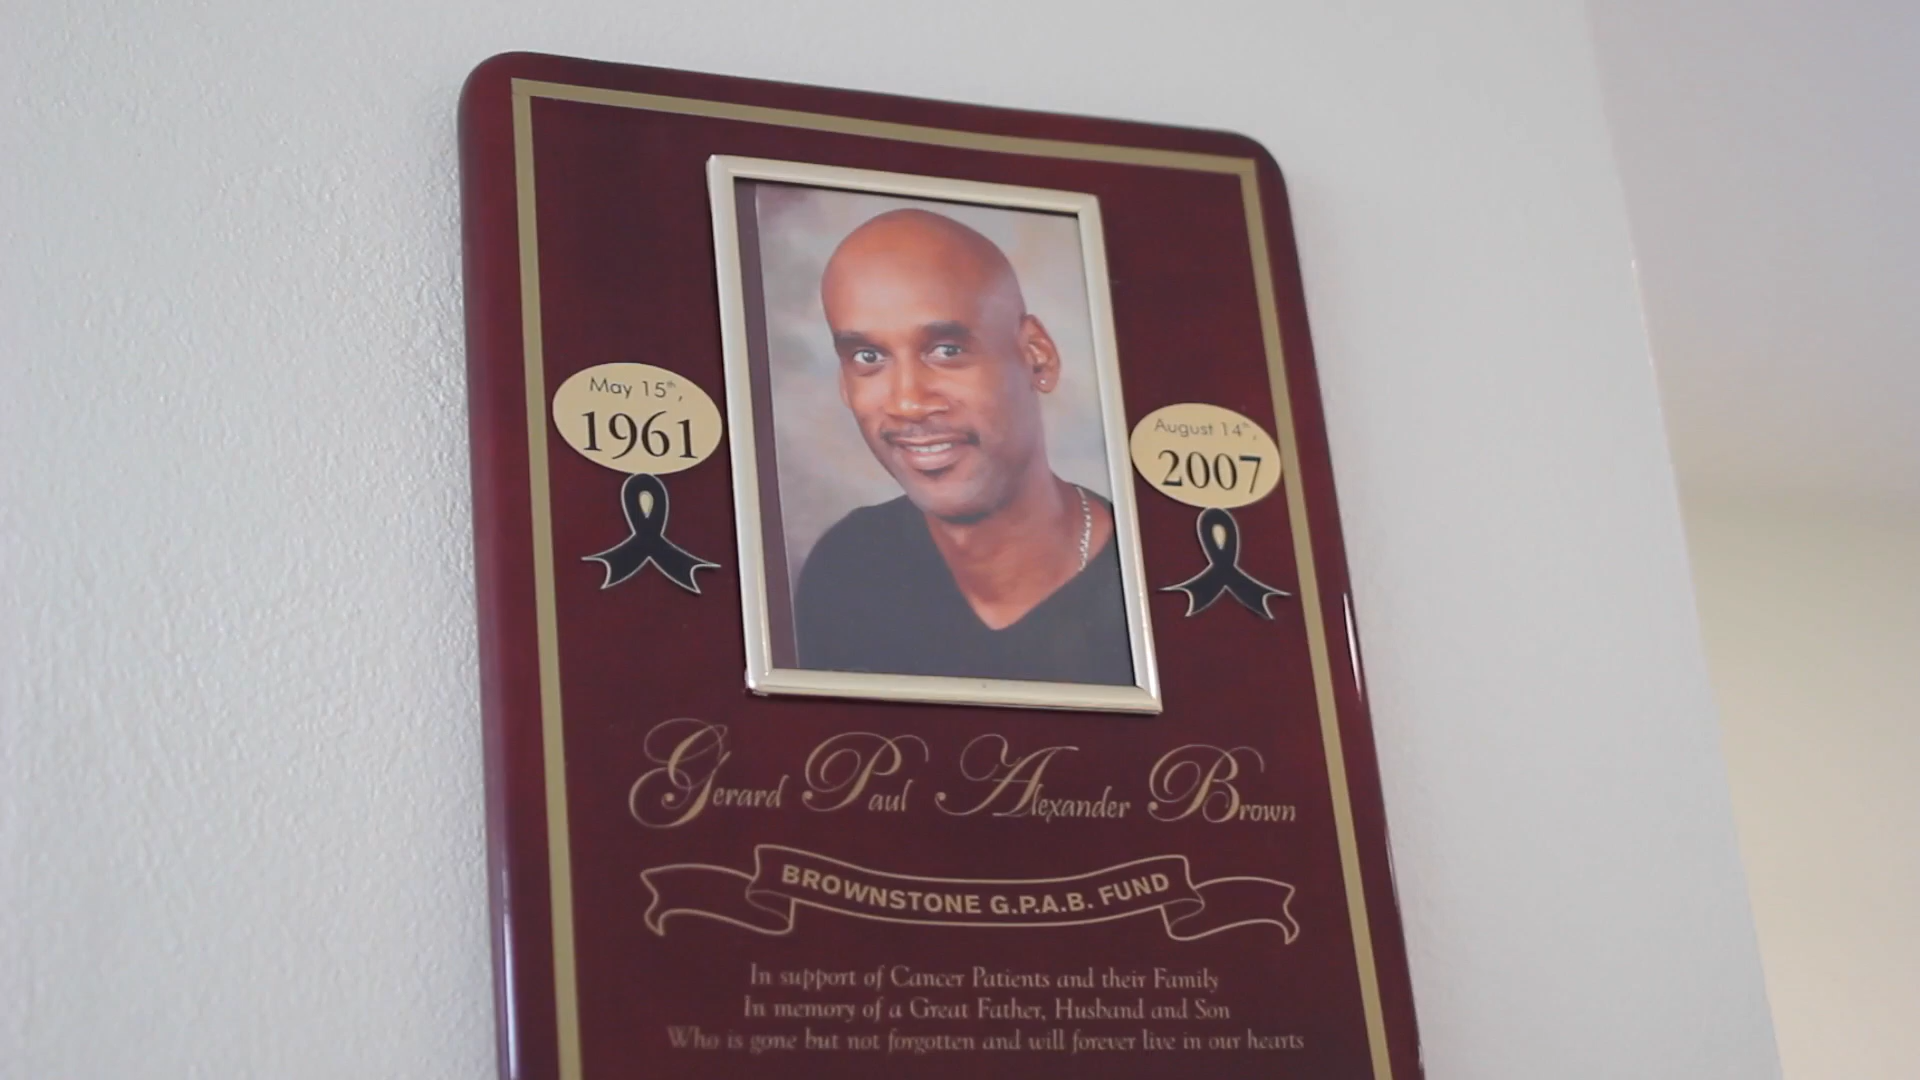 May 15th,
1961
August 14th,
2007
Gerard Paul Alexander Brown
BROWNSTONE G.P.A.B. FUND
In support of Cancer Patients and their Family
In memory of a Great Father, Husband and Son
Who is gone but not forgotten and will forever live in our hearts